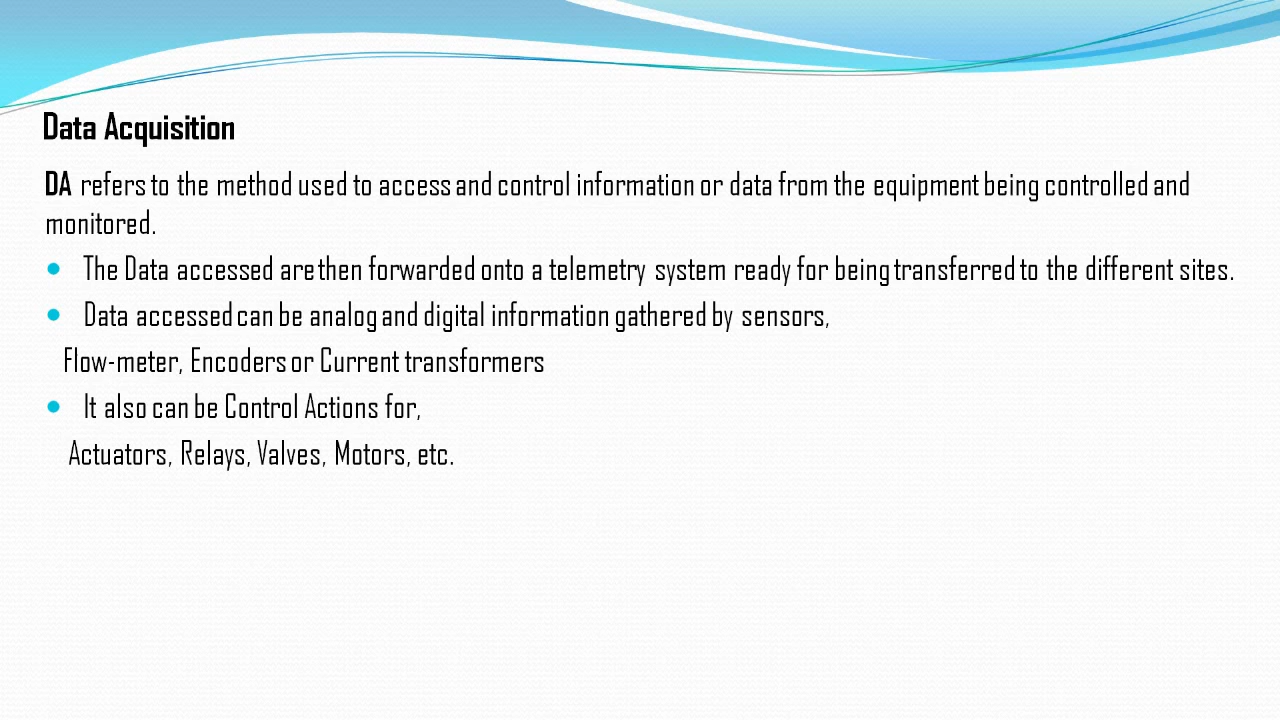 Data Acquisition
DA refers to the method used to access and control information or data from the equipment being controlled and
monitored.
• The Data accessed are then forwarded onto a telemetry system ready for being transferred to the different sites.
• Data accessed can be analog and digital information gathered by sensors,
Flow-meter, Encoders or Current transformers
• It also can be Control Actions for,
Actuators, Relays, Valves, Motors, etc.